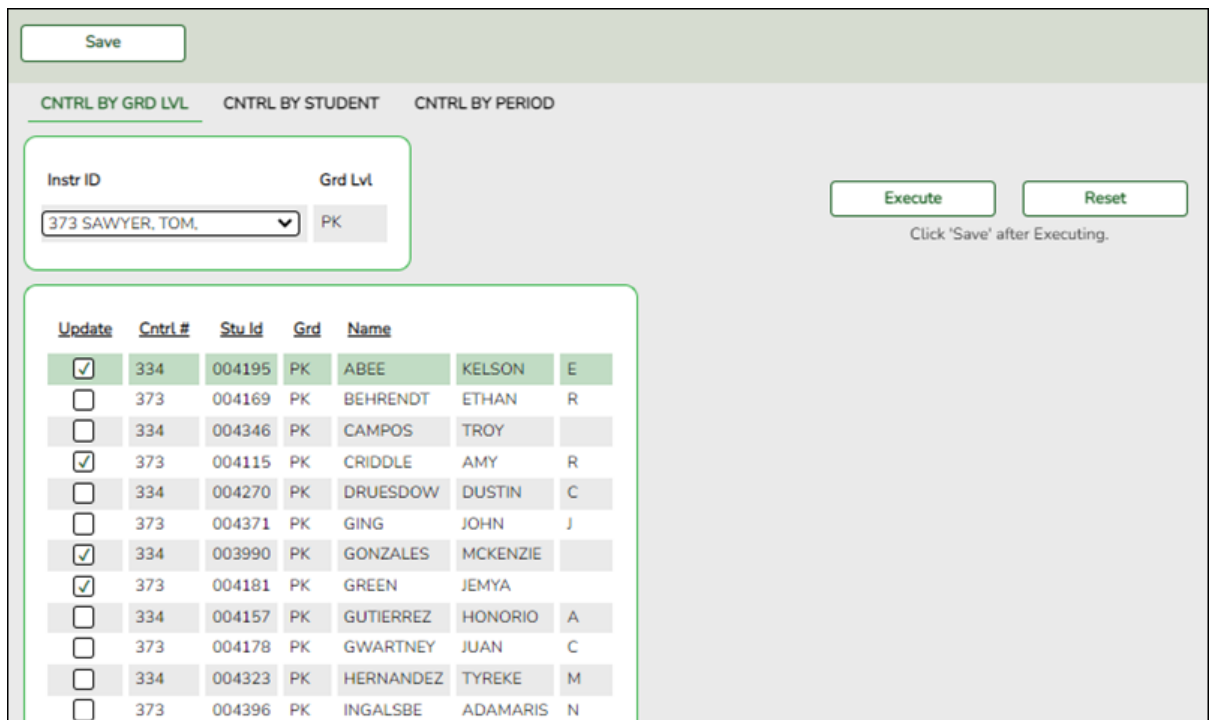 Save
CNTRL BY GRD LVL CNTRL BY STUDENT CNTRL BY PERIOD
Instr ID Grd Lvl
373 SAWYER, TOM, PK
Execute Reset
Click 'Save' after Executing.
Update Cntrl # Stu Id Grd Name
334 004195 PK ABEE KELSON E
373 004169 PK BEHRENDT ETHAN R
334 004346 PK CAMPOS TROY
373 004115 PK CRIDDLE AMY R
334 004270 PK DRUESDOW DUSTIN C
373 004371 PK GING JOHN J
334 003990 PK GONZALES MCKENZIE
373 004181 PK GREEN JEMYA
334 004157 PK GUTIERREZ HONORIO A
373 004178 PK GWARTNEY JUAN C
334 004323 PK HERNANDEZ TYREKE M
373 004396 PK INGALSBE ADAMARIS N